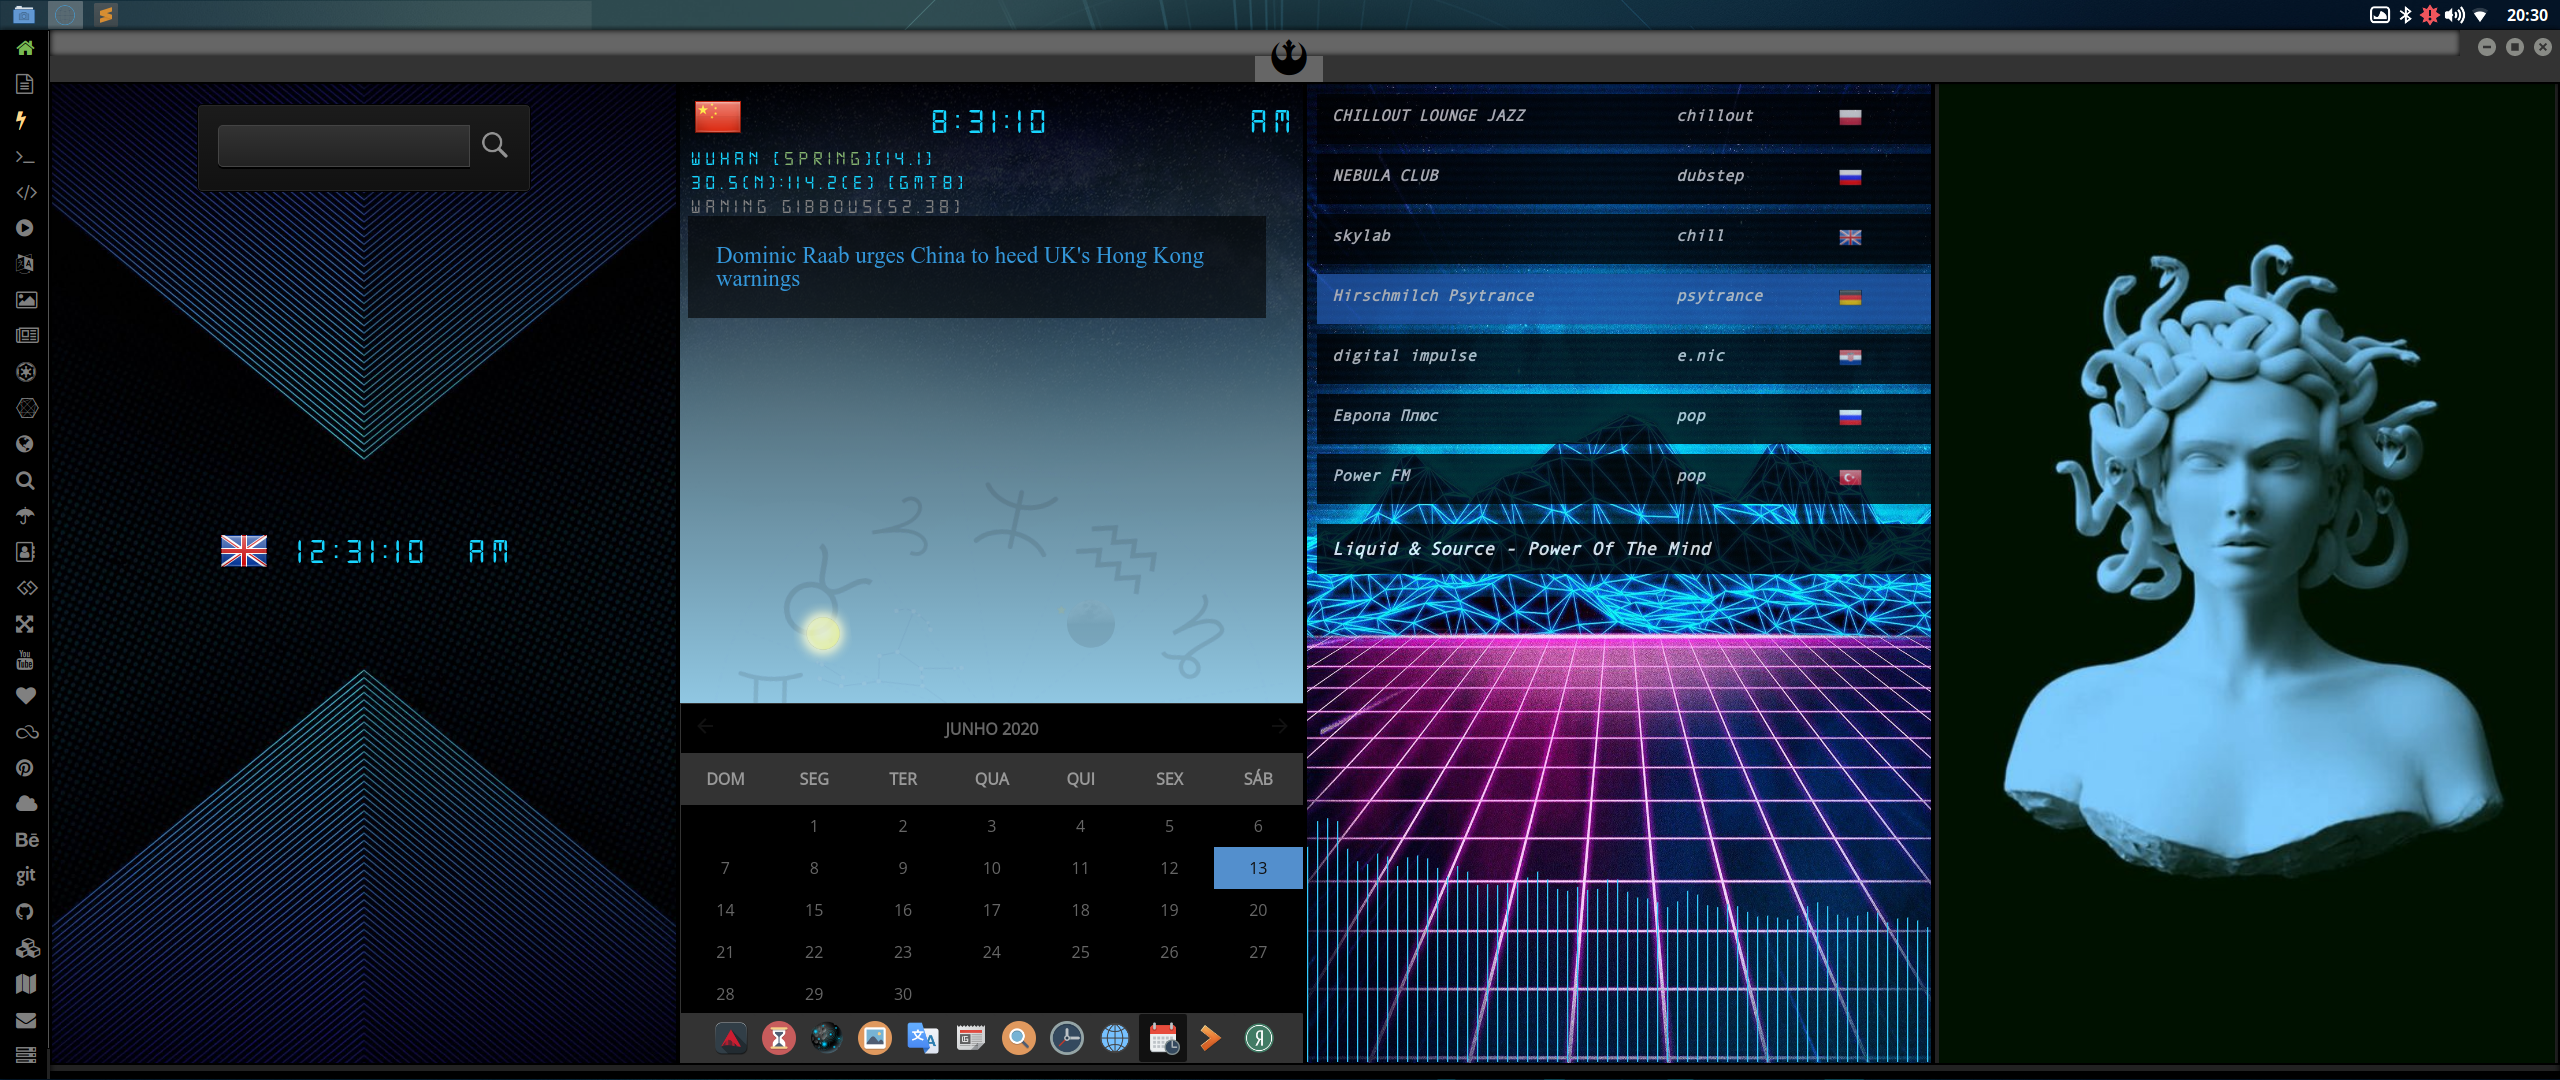 20:30
You
Tube
Bē
git
8:31:10 AM
WUHAN [SPRING][14.1]
30.5[N]:114.2[E] [GMT8]
WANING GIBBOUS[52.38]
Dominic Raab urges China to heed UK's Hong Kong
warnings
12:31:10 AM
JUNHO 2020
DOM SEG TER QUA QUI SEX SÁB
1 2 3 4 5 6
7 8 9 10 11 12 13
14 15 16 17 18 19 20
21 22 23 24 25 26 27
28 29 30
CHILLOUT LOUNGE JAZZ chillout
NEBULA CLUB dubstep
skylab chill
Hirschmilch Psytrance psytrance
digital impulse e.nic
Европа Плюс pop
Power FM pop
Liquid & Source - Power Of The Mind